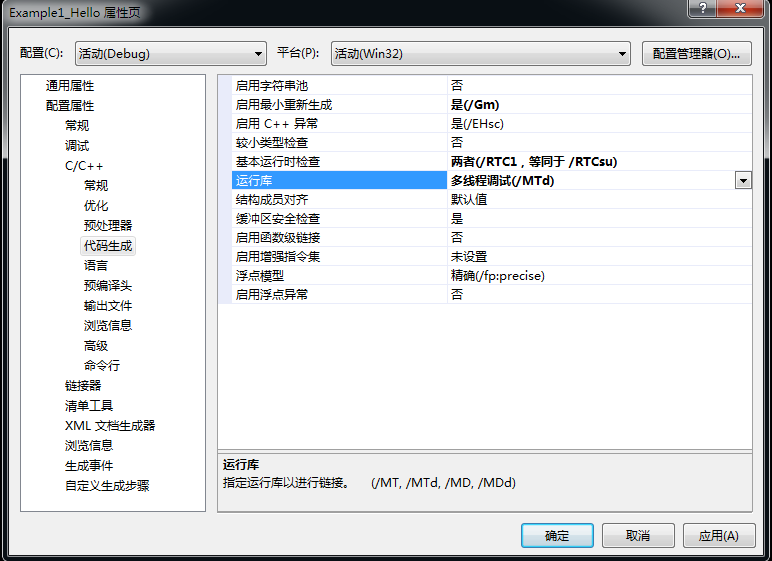 Example1_Hello 属性页
配置(C): 活动(Debug) 平台(P): 活动(Win32) 配置管理器(O)...
通用属性
配置属性
常规
调试
C/C++
常规
优化
预处理器
代码生成
语言
预编译头
输出文件
浏览信息
高级
命令行
链接器
清单工具
XML 文档生成器
浏览信息
生成事件
自定义生成步骤
启用字符串池 否
启用最小重新生成 是(/Gm)
启用 C++ 异常 是(/EHsc)
较小类型检查 否
基本运行时检查 两者(/RTC1，等同于 /RTCsu)
运行库 多线程调试(/MTd)
结构成员对齐 默认值
缓冲区安全检查 是
启用函数级链接 否
启用增强指令集 未设置
浮点模型 精确(/fp:precise)
启用浮点异常 否
运行库
指定运行库以进行链接。 (/MT, /MTd, /MD, /MDd)
确定 取消 应用(A)